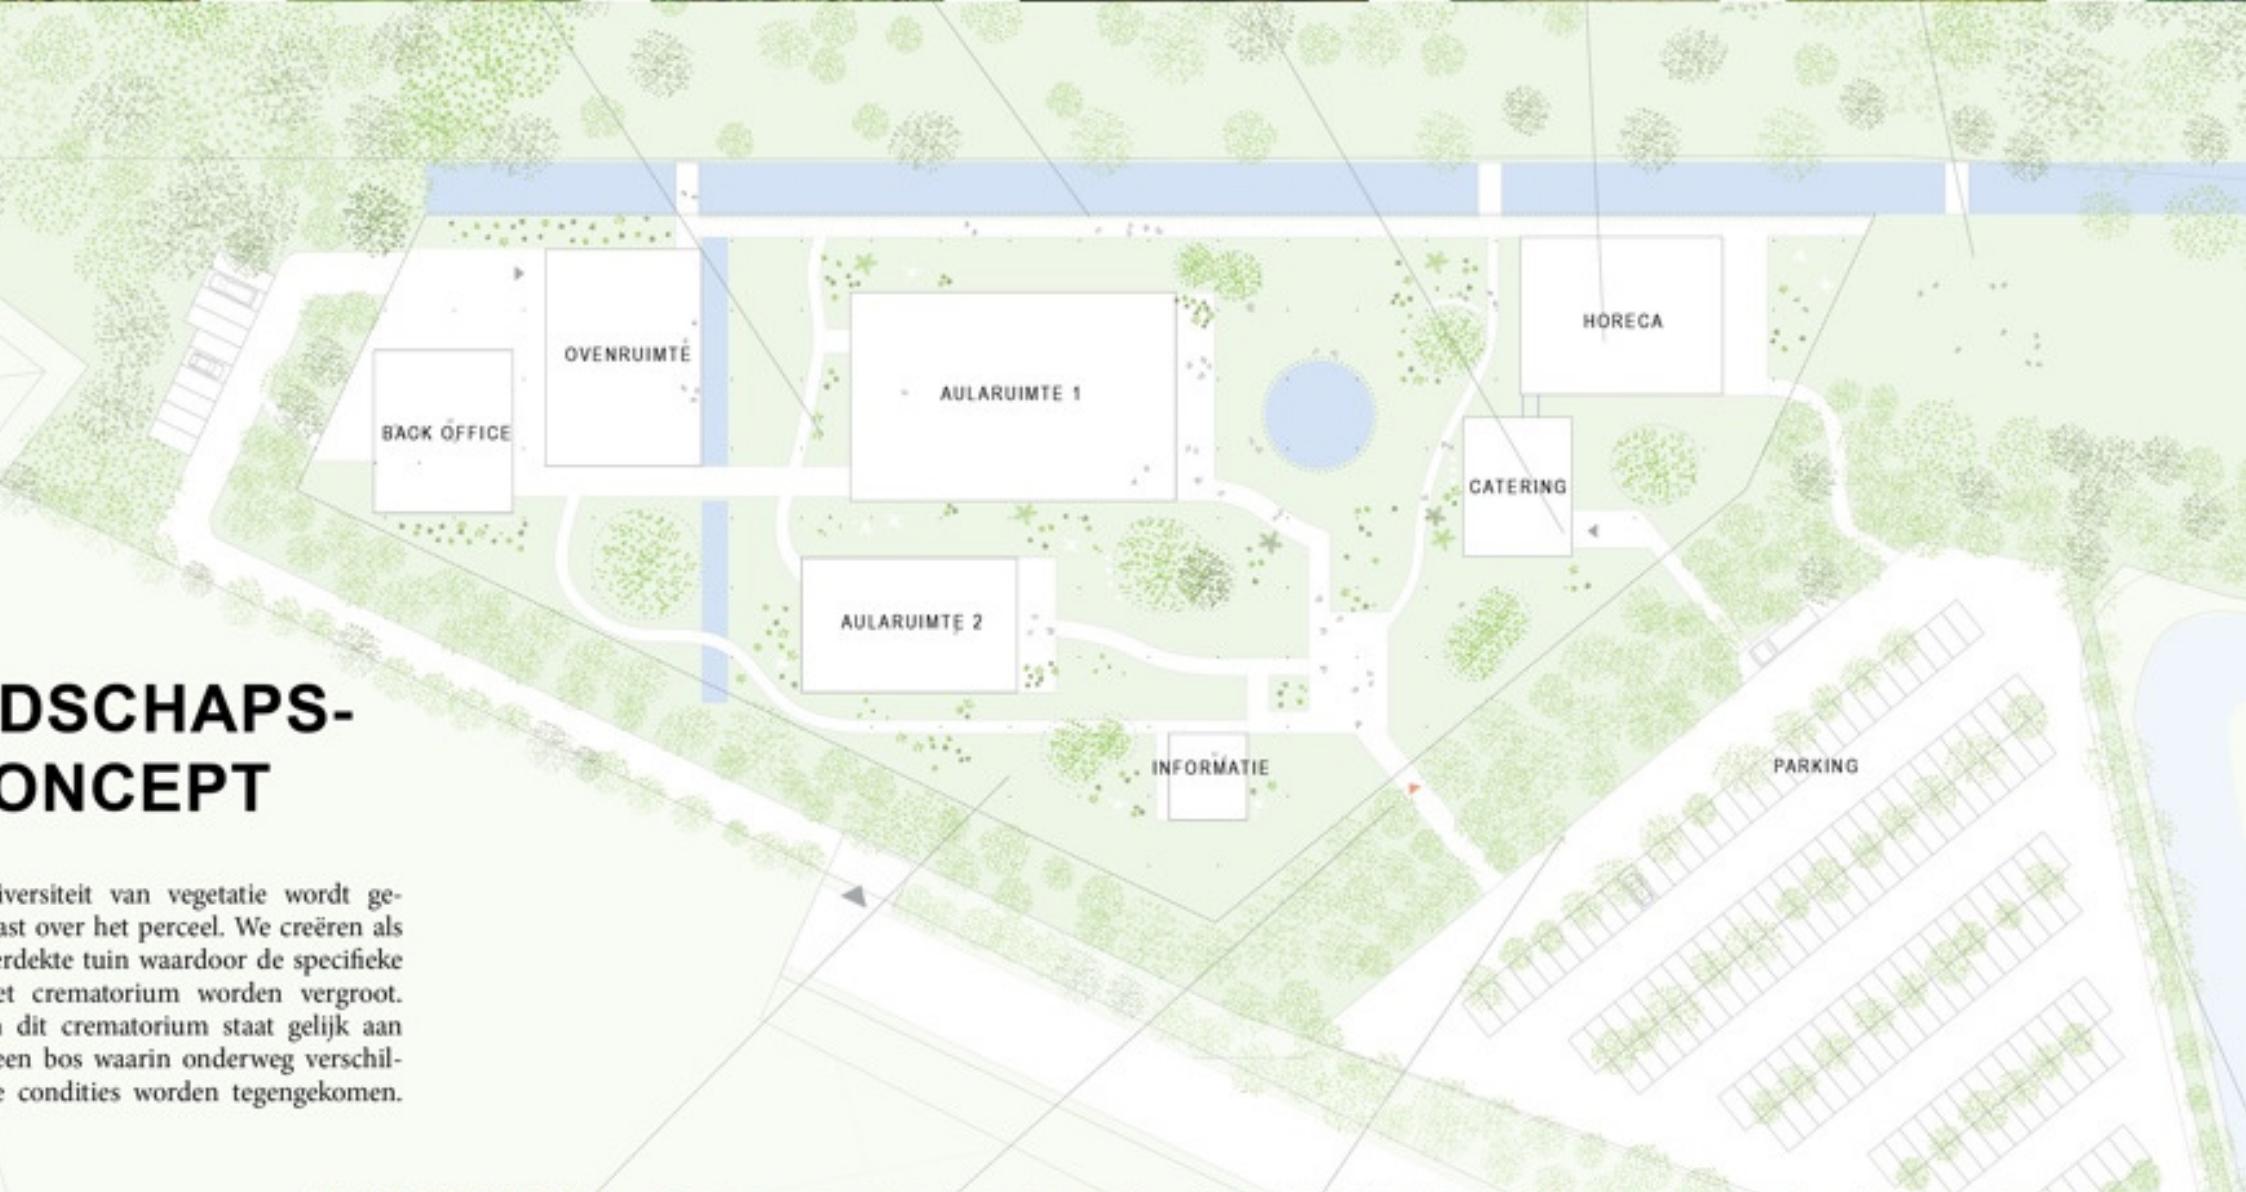 OVENRUIMTE
HORECA
AULARUIMTE 1
BACK OFFICE
CATERING
AULARUIMTE 2
INFORMATIE
PARKING
DSCHAPS-
ONCEPT
iversiteit van vegetatie wordt ge-
ast over het perceel. We creëren als
erdekte tuin waardoor de specifieke
et crematorium worden vergroot.
dit crematorium staat gelijk aan
een bos waarin onderweg verschil-
e condities worden tegengekomen.